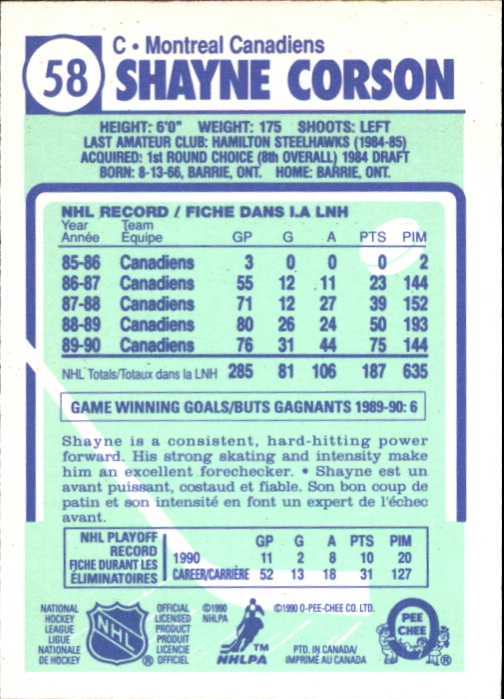 58
C • Montreal Canadiens
SHAYNE CORSON
HEIGHT: 6'0" WEIGHT: 175 SHOOTS: LEFT
LAST AMATEUR CLUB: HAMILTON STEELHAWKS (1984-85)
ACQUIRED: 1st ROUND CHOICE (8th OVERALL) 1984 DRAFT
BORN: 8-13-66, BARRIE, ONT. HOME: BARRIE, ONT.
NHL RECORD / FICHE DANS LA LNH
Year Team
Année Équipe GP G A PTS PIM
85-86 Canadiens 3 0 0 0 2
86-87 Canadiens 55 12 11 23 144
87-88 Canadiens 71 12 27 39 152
88-89 Canadiens 80 26 24 50 193
89-90 Canadiens 76 31 44 75 144
NHL Totals/Totaux dans la LNH 285 81 106 187 635
GAME WINNING GOALS/BUTS GAGNANTS 1989-90: 6
Shayne is a consistent, hard-hitting power
forward. His strong skating and intensity make
him an excellent forechecker. • Shayne est un
avant puissant, costaud et fiable. Son bon coup de
patin et son intensité en font un expert de l'échec
avant.
NHL PLAYOFF GP G A PTS PIM
RECORD
FICHE DURANT LES
ÉLIMINATOIRES
1990 11 2 8 10 20
CAREER/CARRIÈRE 52 13 18 31 127
NATIONAL
HOCKEY
LEAGUE
LIGUE
NATIONALE
DE HOCKEY
NHL
®
OFFICIAL
LICENSED
PRODUCT
PRODUIT
LICENCIÉ
OFFICIEL
©1990
NHLPA
TM
NHLPA
©1990 O-PEE-CHEE CO. LTD.
PTD. IN CANADA/
IMPRIMÉ AU CANADA
O
PEE
CHEE
®